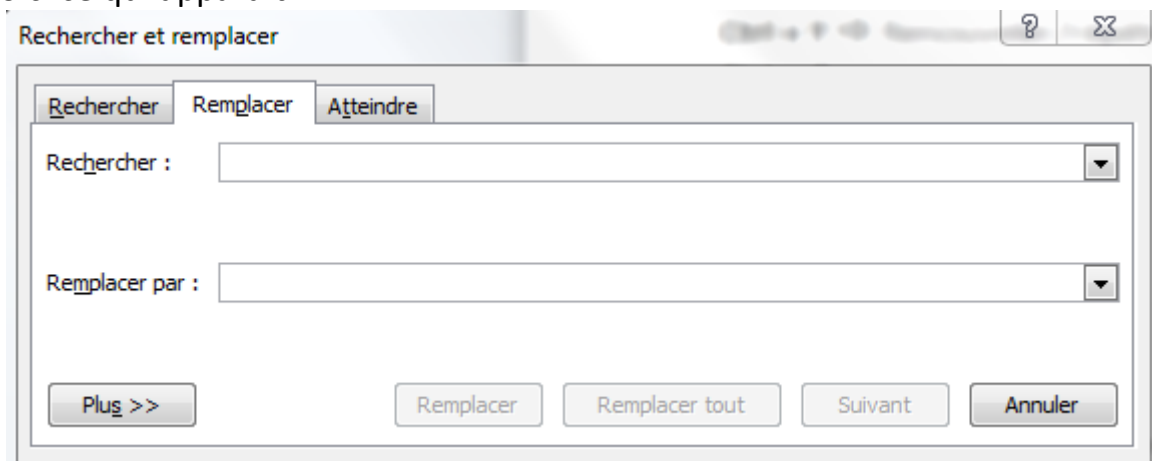 Rechercher et remplacer
Rechercher Remplacer Atteindre
Rechercher :
Remplacer par :
Plus >> Remplacer Remplacer tout Suivant Annuler